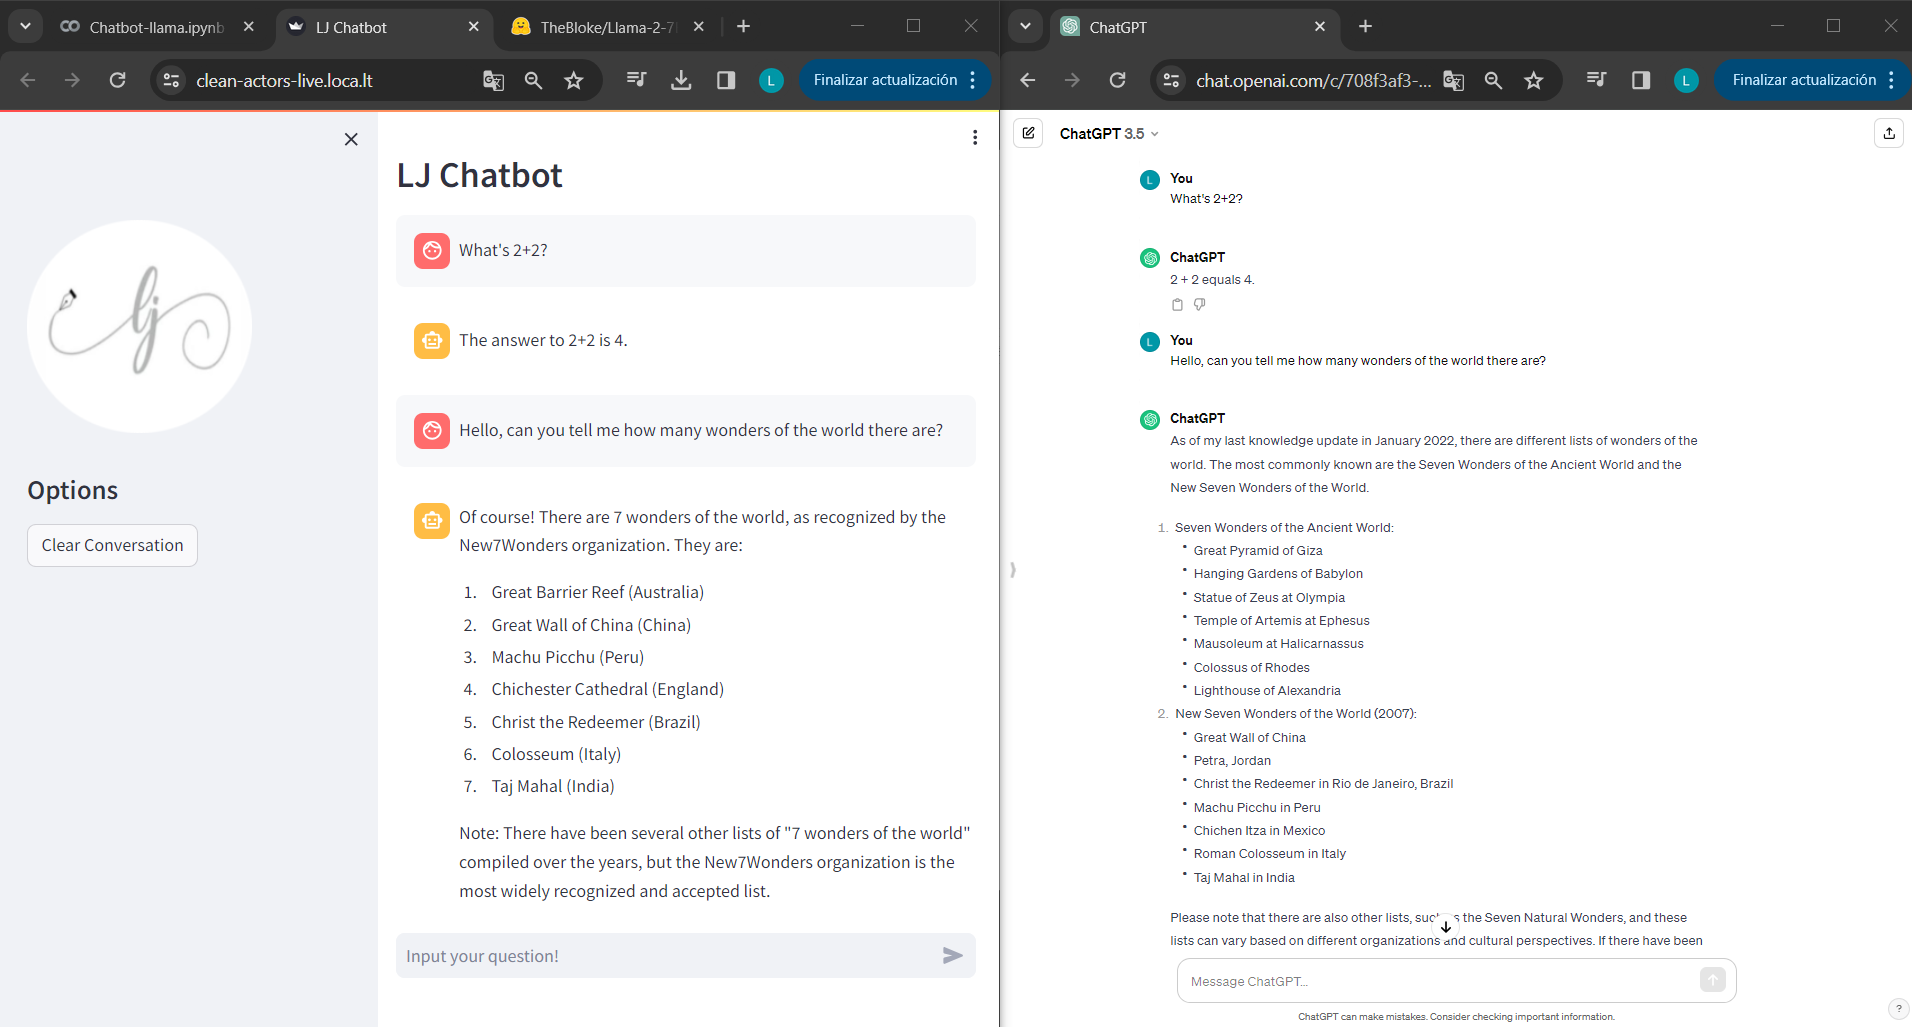 Chatbot-llama.ipynb
LJ Chatbot
TheBloke/Llama-2-7
clean-actors-live.loca.lt
L
Finalizar actualización
lj
Options
Clear Conversation
LJ Chatbot
What's 2+2?
The answer to 2+2 is 4.
Hello, can you tell me how many wonders of the world there are?
Of course! There are 7 wonders of the world, as recognized by the
New7Wonders organization. They are:
1. Great Barrier Reef (Australia)
2. Great Wall of China (China)
3. Machu Picchu (Peru)
4. Chichester Cathedral (England)
5. Christ the Redeemer (Brazil)
6. Colosseum (Italy)
7. Taj Mahal (India)
Note: There have been several other lists of "7 wonders of the world"
compiled over the years, but the New7Wonders organization is the
most widely recognized and accepted list.
Input your question!
ChatGPT
chat.openai.com/c/708f3af3-...
L
Finalizar actualización
ChatGPT 3.5
L
You
What's 2+2?
ChatGPT
2 + 2 equals 4.
L
You
Hello, can you tell me how many wonders of the world there are?
ChatGPT
As of my last knowledge update in January 2022, there are different lists of wonders of the
world. The most commonly known are the Seven Wonders of the Ancient World and the
New Seven Wonders of the World.
1. Seven Wonders of the Ancient World:
• Great Pyramid of Giza
• Hanging Gardens of Babylon
• Statue of Zeus at Olympia
• Temple of Artemis at Ephesus
• Mausoleum at Halicarnassus
• Colossus of Rhodes
• Lighthouse of Alexandria
2. New Seven Wonders of the World (2007):
• Great Wall of China
• Petra, Jordan
• Christ the Redeemer in Rio de Janeiro, Brazil
• Machu Picchu in Peru
• Chichen Itza in Mexico
• Roman Colosseum in Italy
• Taj Mahal in India
Please note that there are also other lists, such as the Seven Natural Wonders, and these
lists can vary based on different organizations and cultural perspectives. If there have been
Message ChatGPT...
ChatGPT can make mistakes. Consider checking important information.
?